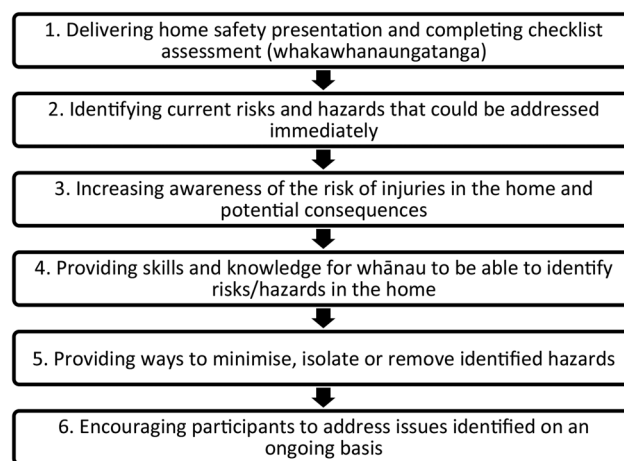 1. Delivering home safety presentation and completing checklist
assessment (whakawhanaungatanga)
2. Identifying current risks and hazards that could be addressed
immediately
3. Increasing awareness of the risk of injuries in the home and
potential consequences
4. Providing skills and knowledge for whānau to be able to identify
risks/hazards in the home
5. Providing ways to minimise, isolate or remove identified hazards
6. Encouraging participants to address issues identified on an
ongoing basis